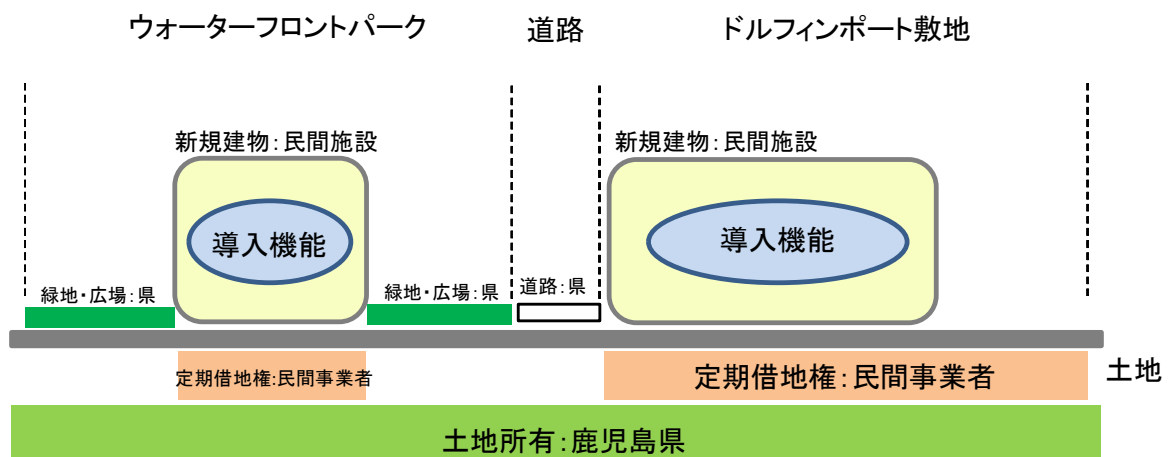 ウォーターフロントパーク
道路
ドルフィンポート敷地
新規建物：民間施設
新規建物：民間施設
導入機能
導入機能
緑地・広場：県
緑地・広場：県
道路：県
定期借地権:民間事業者
定期借地権：民間事業者
土地
土地所有：鹿児島県